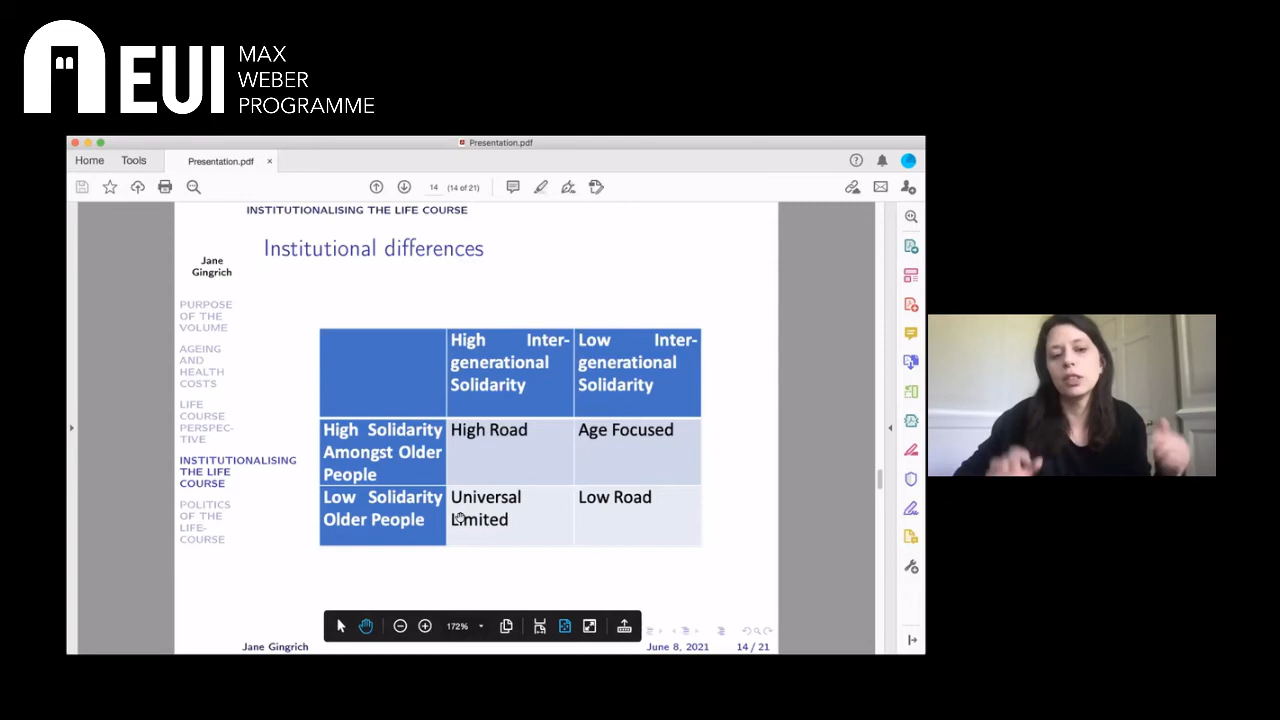 EUI
MAX
WEBER
PROGRAMME
Presentation.pdf
Home
Tools
Presentation.pdf
×
14
(14 of 21)
INSTITUTIONALISING THE LIFE COURSE
Institutional differences
Jane
Gingrich
PURPOSE
OF THE
VOLUME
AGEING
AND
HEALTH
COSTS
LIFE
COURSE
PERSPEC-
TIVE
INSTITUTIONALISING
THE LIFE
COURSE
POLITICS
OF THE
LIFE-
COURSE
High Inter-
generational
Solidarity
Low Inter-
generational
Solidarity
High Solidarity
Amongst Older
People
High Road
Age Focused
Low Solidarity
Older People
Universal
Limited
Low Road
172%
Jane Gingrich
June 8, 2021
14 / 21